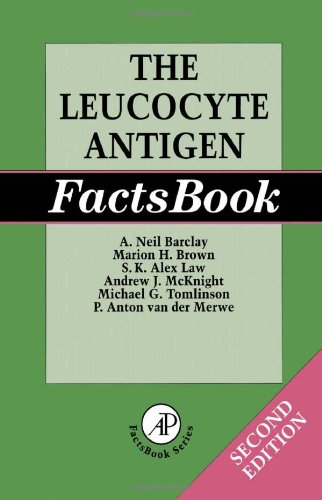 THE
LEUCOCYTE
ANTIGEN
FactsBook
A. Neil Barclay
Marion H. Brown
S.K. Alex Law
Andrew J. McKnight
Michael G. Tomlinson
P. Anton van der Merwe
AP
FactsBook Series
SECOND
EDITION